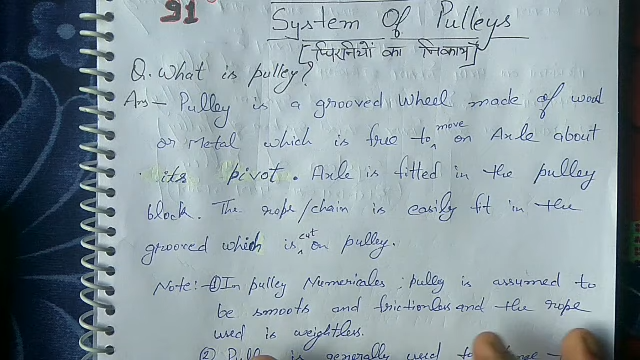 91
System Of Pulleys
[घिरनियों का निकाय]
Q. What is pulley?
Ans - Pulley is a grooved wheel made of wood
or Metal which is free to move on Axle about
its pivot. Axle is fitted in the pulley
block. The rope/chain is easily fit in the
grooved which is cut on pulley.
Note:- ① In pulley Numericales, pulley is assumed to
be smoots and frictionless and the rope
used is weightless.
② is generally used to